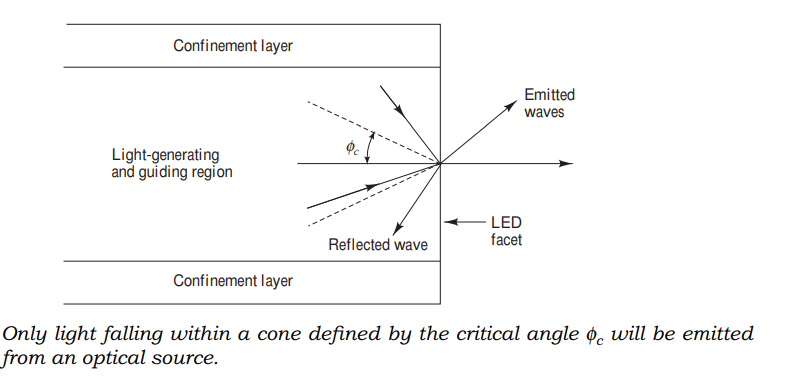 Confinement layer
Emitted
waves
ϕc
Light-generating
and guiding region
LED
facet
Reflected wave
Confinement layer
Only light falling within a cone defined by the critical angle ϕc will be emitted
from an optical source.